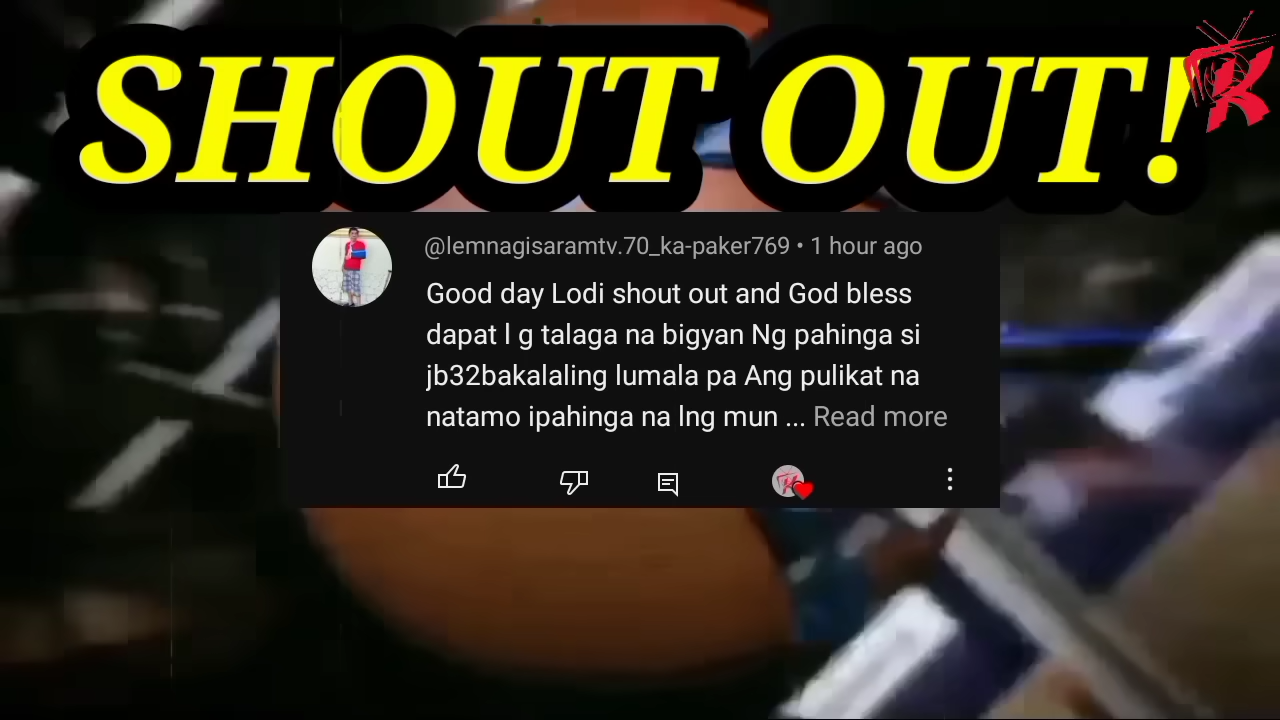 SHOUT OUT!
@lemnagisaramtv.70_ka-paker769 • 1 hour ago
Good day Lodi shout out and God bless
dapat l g talaga na bigyan Ng pahinga si
jb32bakalaling lumala pa Ang pulikat na
natamo ipahinga na lng mun ... Read more